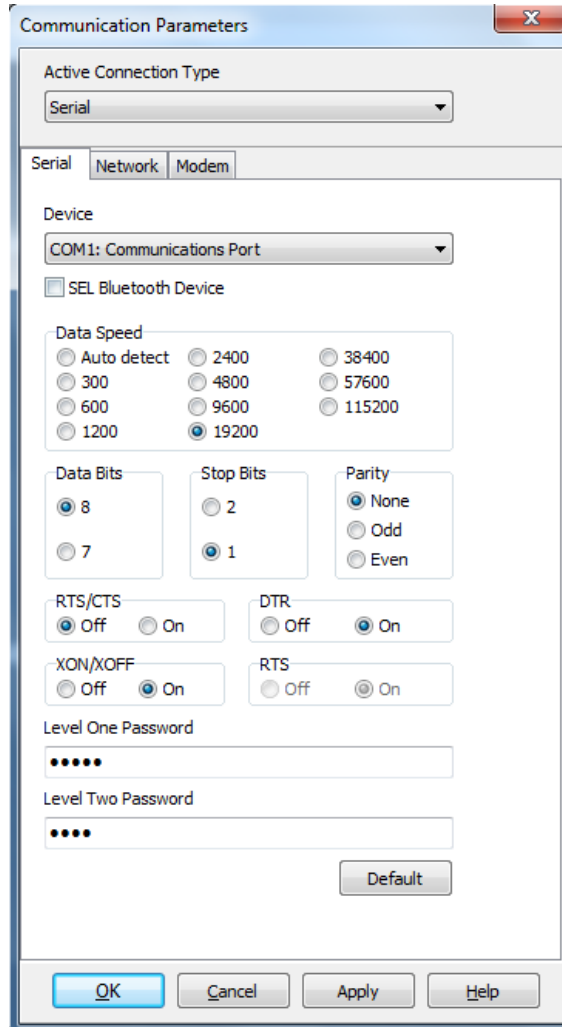 Communication Parameters
Active Connection Type
Serial
Serial Network Modem
Device
COM1: Communications Port
SEL Bluetooth Device
Data Speed
Auto detect 2400 38400
300 4800 57600
600 9600 115200
1200 19200
Data Bits Stop Bits Parity
8 2 None
Odd
7 1 Even
RTS/CTS DTR
Off On Off On
XON/XOFF RTS
Off On Off On
Level One Password
•••••
Level Two Password
••••
Default
OK Cancel Apply Help